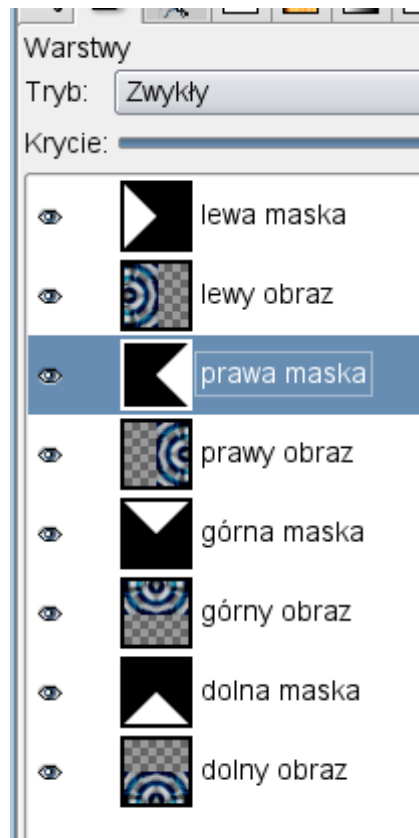 Warstwy
Tryb: Zwykły
Krycie:
lewa maska
lewy obraz
prawa maska
prawy obraz
górna maska
górny obraz
dolna maska
dolny obraz